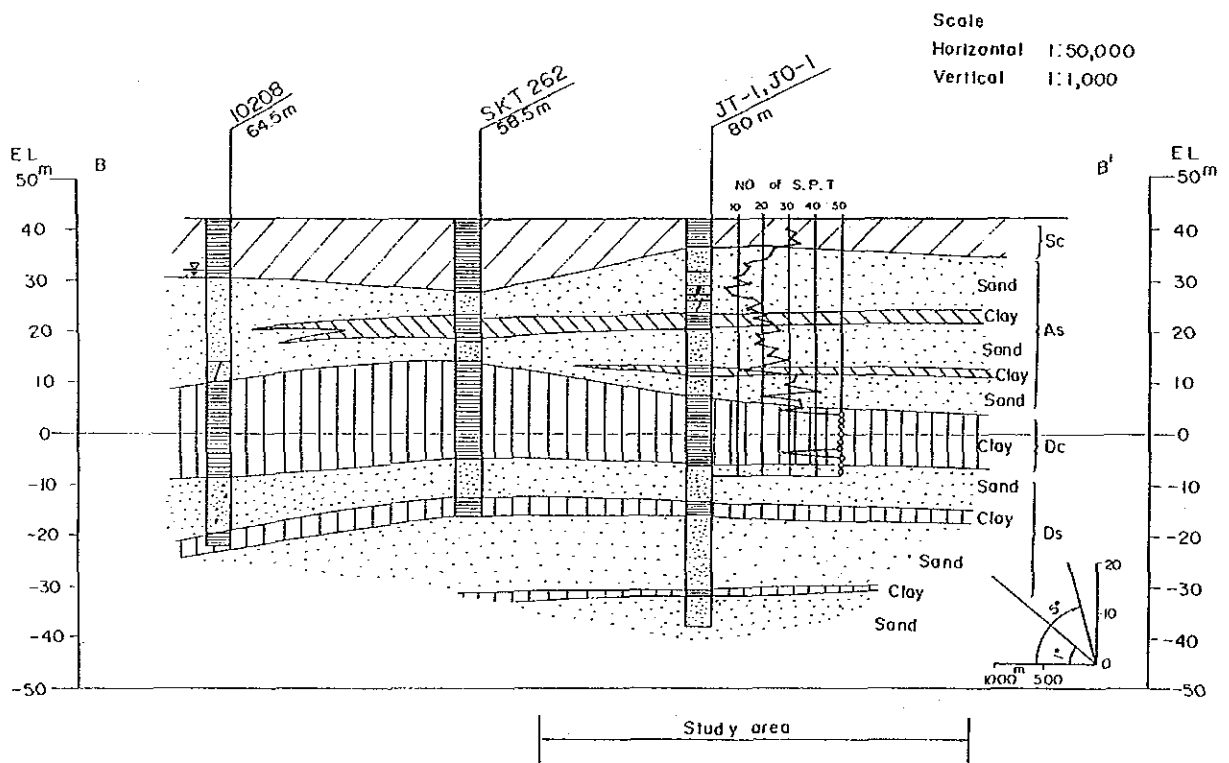 Scale
Horizontal 1:50,000
Vertical 1:1,000
10208
64.5m
SKT 262
58.5m
JT-1, JO-1
80m
EL
50m
B
B'
EL
50m
NO of S.P.T
10 20 30 40 50
40
30
20
10
0
-10
-20
-30
-40
-50
Sand
Clay
Sand
Clay
Sand
Clay
Sand
Clay
Sand
Clay
Sand
Sc
As
Dc
Ds
40
30
20
10
0
-10
-20
-30
-40
-50
20
10
0
5°
1°
1000m 500
Study area